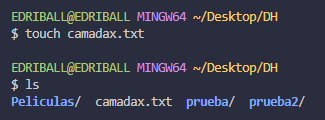 EDRIBALL@EDRIBALL MINGW64 ~/Desktop/DH
$ touch camadax.txt
EDRIBALL@EDRIBALL MINGW64 ~/Desktop/DH
$ ls
Peliculas/  camadax.txt  prueba/  prueba2/